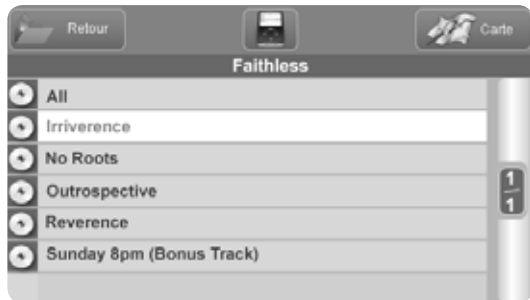 Retour
Carte
Faithless
All
Irriverence
No Roots
Outrospective
Reverence
Sunday 8pm (Bonus Track)
1
1